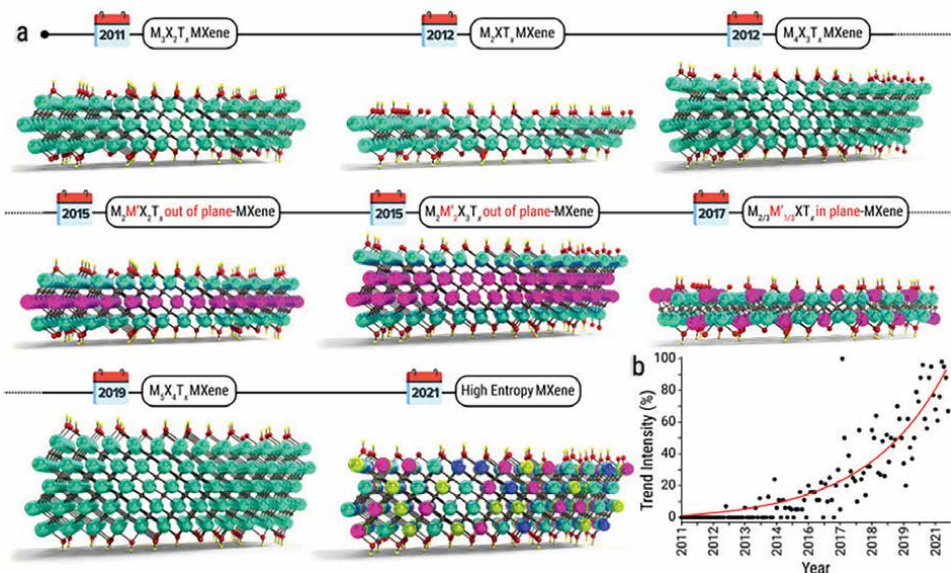 a
2011 M₃X₂Tₓ MXene
2012 M₂XTₓ MXene
2012 M₄X₃Tₓ MXene
2015 M₂M'X₂Tₓ out of plane-MXene
2015 M₂M'₂X₃Tₓ out of plane-MXene
2017 M₂/₃M'₁/₃XTₓ in plane-MXene
2019 M₅X₄Tₓ MXene
2021 High Entropy MXene
b
Trend Intensity (%)
100
80
60
40
20
0
2011 2012 2013 2014 2015 2016 2017 2018 2019 2021
Year